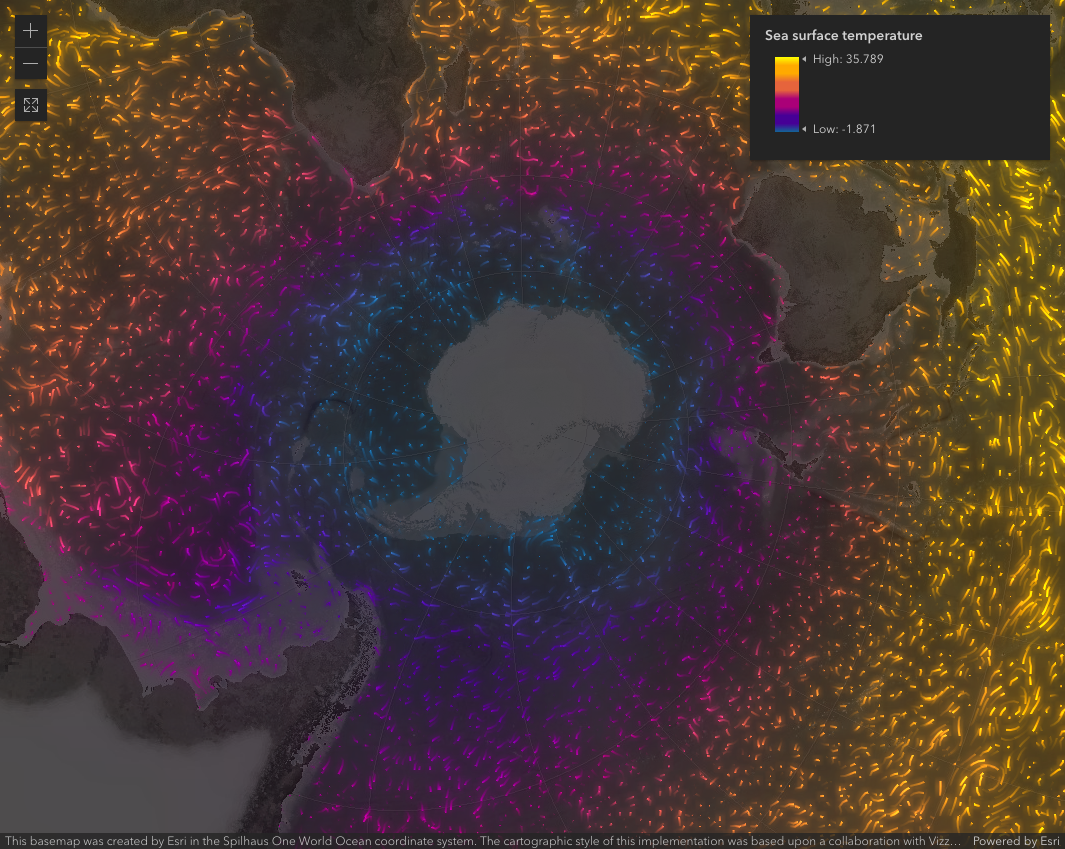 Sea surface temperature
High: 35.789
Low: -1.871
This basemap was created by Esri in the Spilhaus One World Ocean coordinate system. The cartographic style of this implementation was based upon a collaboration with Vizz… Powered by Esri